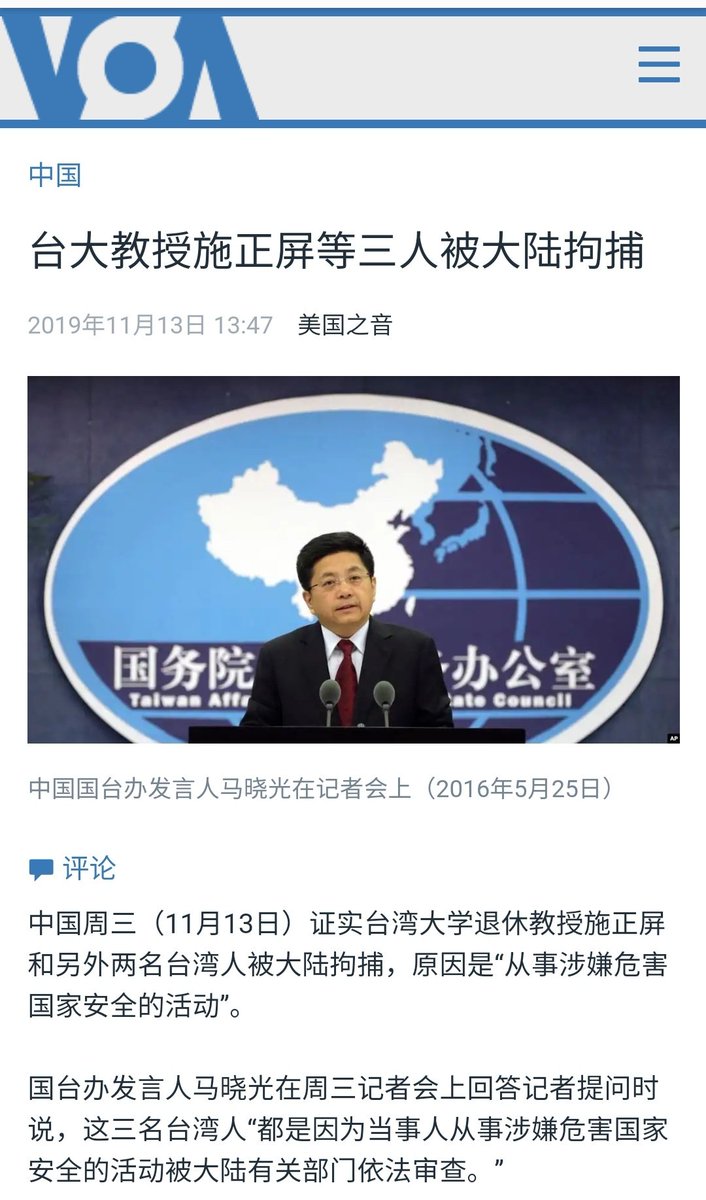 VOA
中国
台大教授施正屏等三人被大陆拘捕
2019年11月13日 13:47 美国之音
国务院
办公室
Taiwan Affa
ate Council
AP
中国国台办发言人马晓光在记者会上（2016年5月25日）
评论
中国周三（11月13日）证实台湾大学退休教授施正屏
和另外两名台湾人被大陆拘捕，原因是“从事涉嫌危害
国家安全的活动”。
国台办发言人马晓光在周三记者会上回答记者提问时
说，这三名台湾人“都是因为当事人从事涉嫌危害国家
安全的活动被大陆有关部门依法审查。”